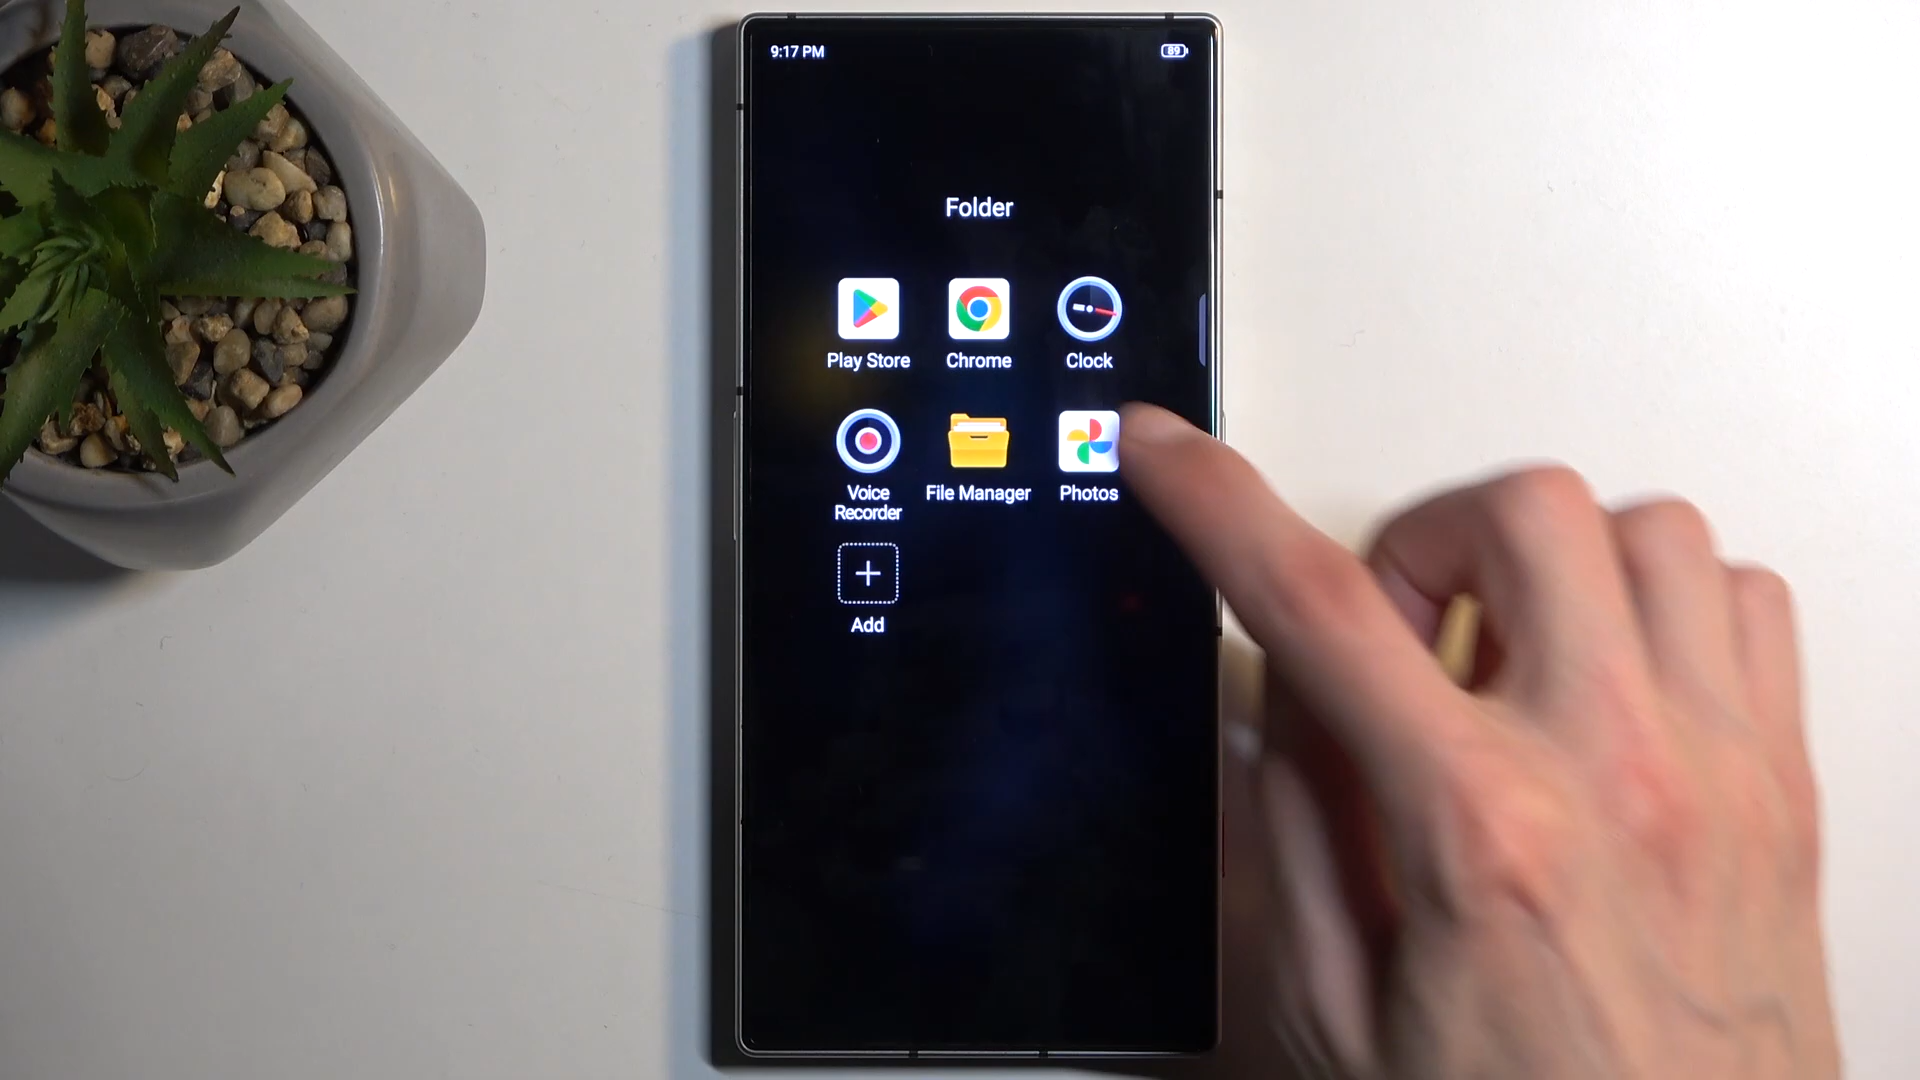 9:17 PM
89
Folder
Play Store
Chrome
Clock
Voice
Recorder
File Manager
Photos
Add